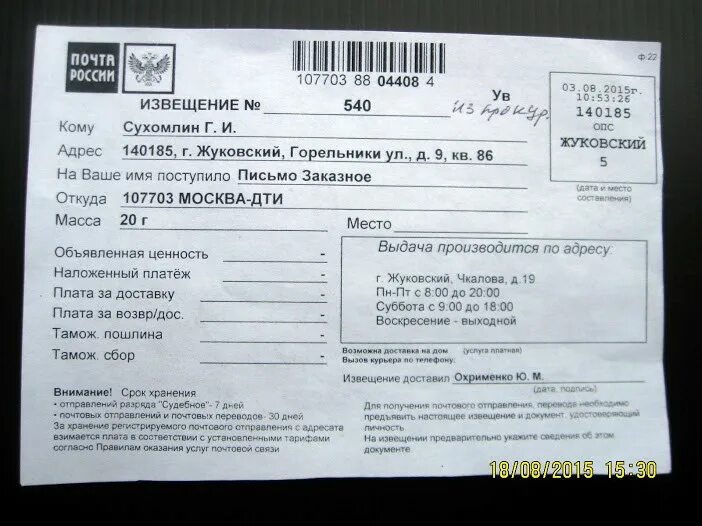 ПОЧТА
РОССИИ
ф.22
107703 88 04408 4
03.08.2015г.
10:53:26
140185
ОПС
ЖУКОВСКИЙ
5
(дата и место
составления)
ИЗВЕЩЕНИЕ № 540 Ув
из прокур.
Кому Сухомлин Г. И.
Адрес 140185, г. Жуковский, Горельники ул., д. 9, кв. 86
На Ваше имя поступило Письмо Заказное
Откуда 107703 МОСКВА-ДТИ
Масса 20 г Место
Объявленная ценность -
Наложенный платёж -
Плата за доставку -
Плата за возвр/дос. -
Тамож. пошлина -
Тамож. сбор -
Выдача производится по адресу:
г. Жуковский, Чкалова, д.19
Пн-Пт с 8:00 до 20:00
Суббота с 9:00 до 18:00
Воскресение - выходной
Возможна доставка на дом (услуга платная)
Вызов курьера по телефону:
Извещение доставил Охрименко Ю. М.
(дата, подпись)
Внимание! Срок хранения
• отправлений разряда "Судебное"- 7 дней
• почтовых отправлений и почтовых переводов - 30 дней
За хранение регистрируемого почтового отправления с адресата
взимается плата в соответствии с установленными тарифами
согласно Правилам оказания услуг почтовой связи
Для получения почтового отправления, перевода необходимо
предъявить настоящее извещение и документ, удостоверяющий
личность.
На извещении предварительно укажите сведения об этом
документе.
18/08/2015 15:30